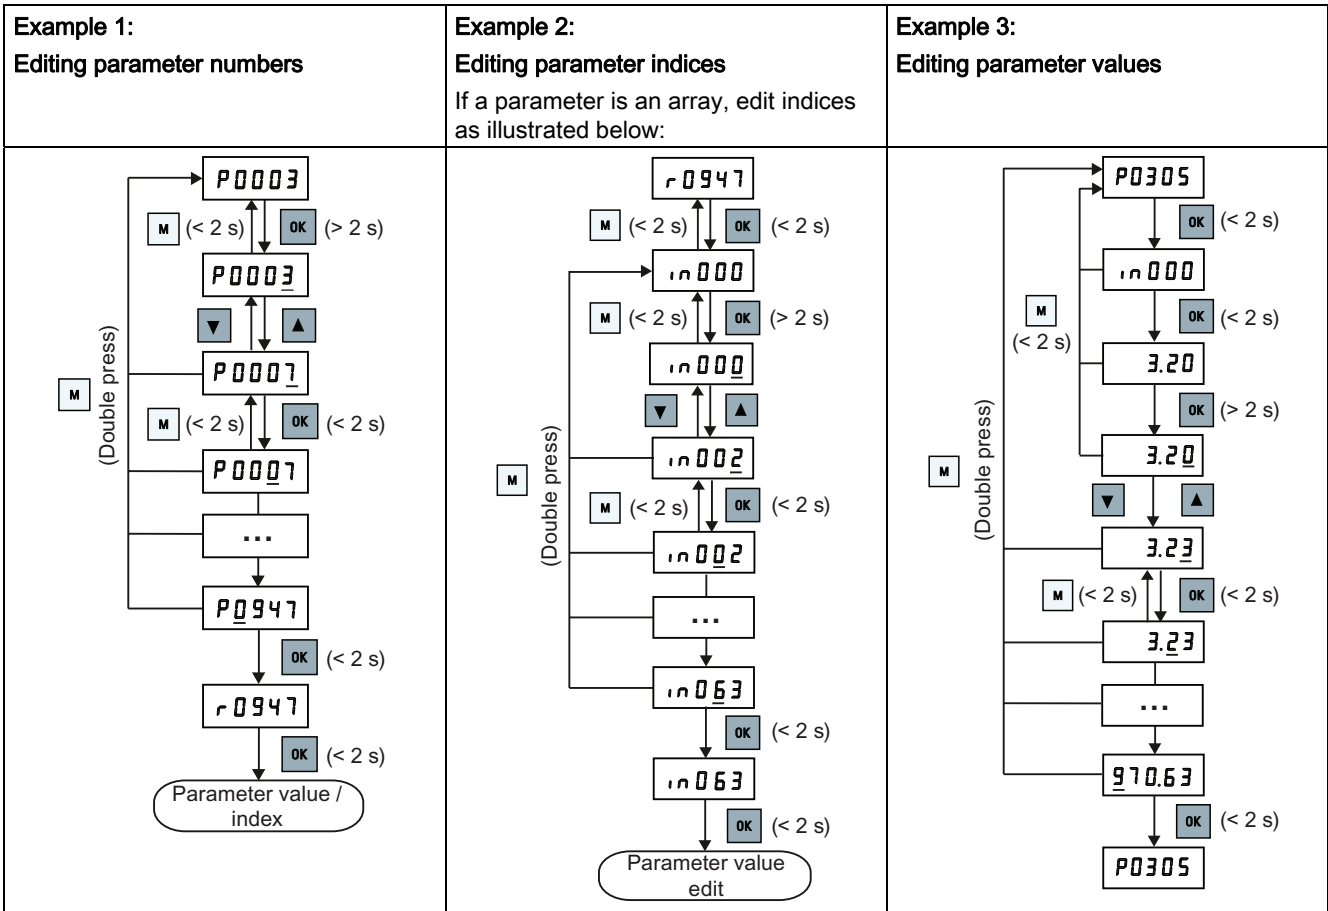 Example 1:
Editing parameter numbers
Example 2:
Editing parameter indices
If a parameter is an array, edit indices
as illustrated below:
Example 3:
Editing parameter values
P0003
M (< 2 s) OK (> 2 s)
P0003
▼ ▲
P0007
M (Double press)
M (< 2 s) OK (< 2 s)
P0007
...
P0947
OK (< 2 s)
r0947
OK (< 2 s)
Parameter value /
index
r0947
M (< 2 s) OK (< 2 s)
in000
M (< 2 s) OK (> 2 s)
in000
▼ ▲
in002
M (Double press)
M (< 2 s) OK (< 2 s)
in002
...
in063
OK (< 2 s)
in063
OK (< 2 s)
Parameter value
edit
P0305
OK (< 2 s)
in000
M
(< 2 s)
OK (< 2 s)
3.20
OK (> 2 s)
3.20
M (Double press)
▼ ▲
3.23
M (< 2 s) OK (< 2 s)
3.23
...
970.63
OK (< 2 s)
P0305